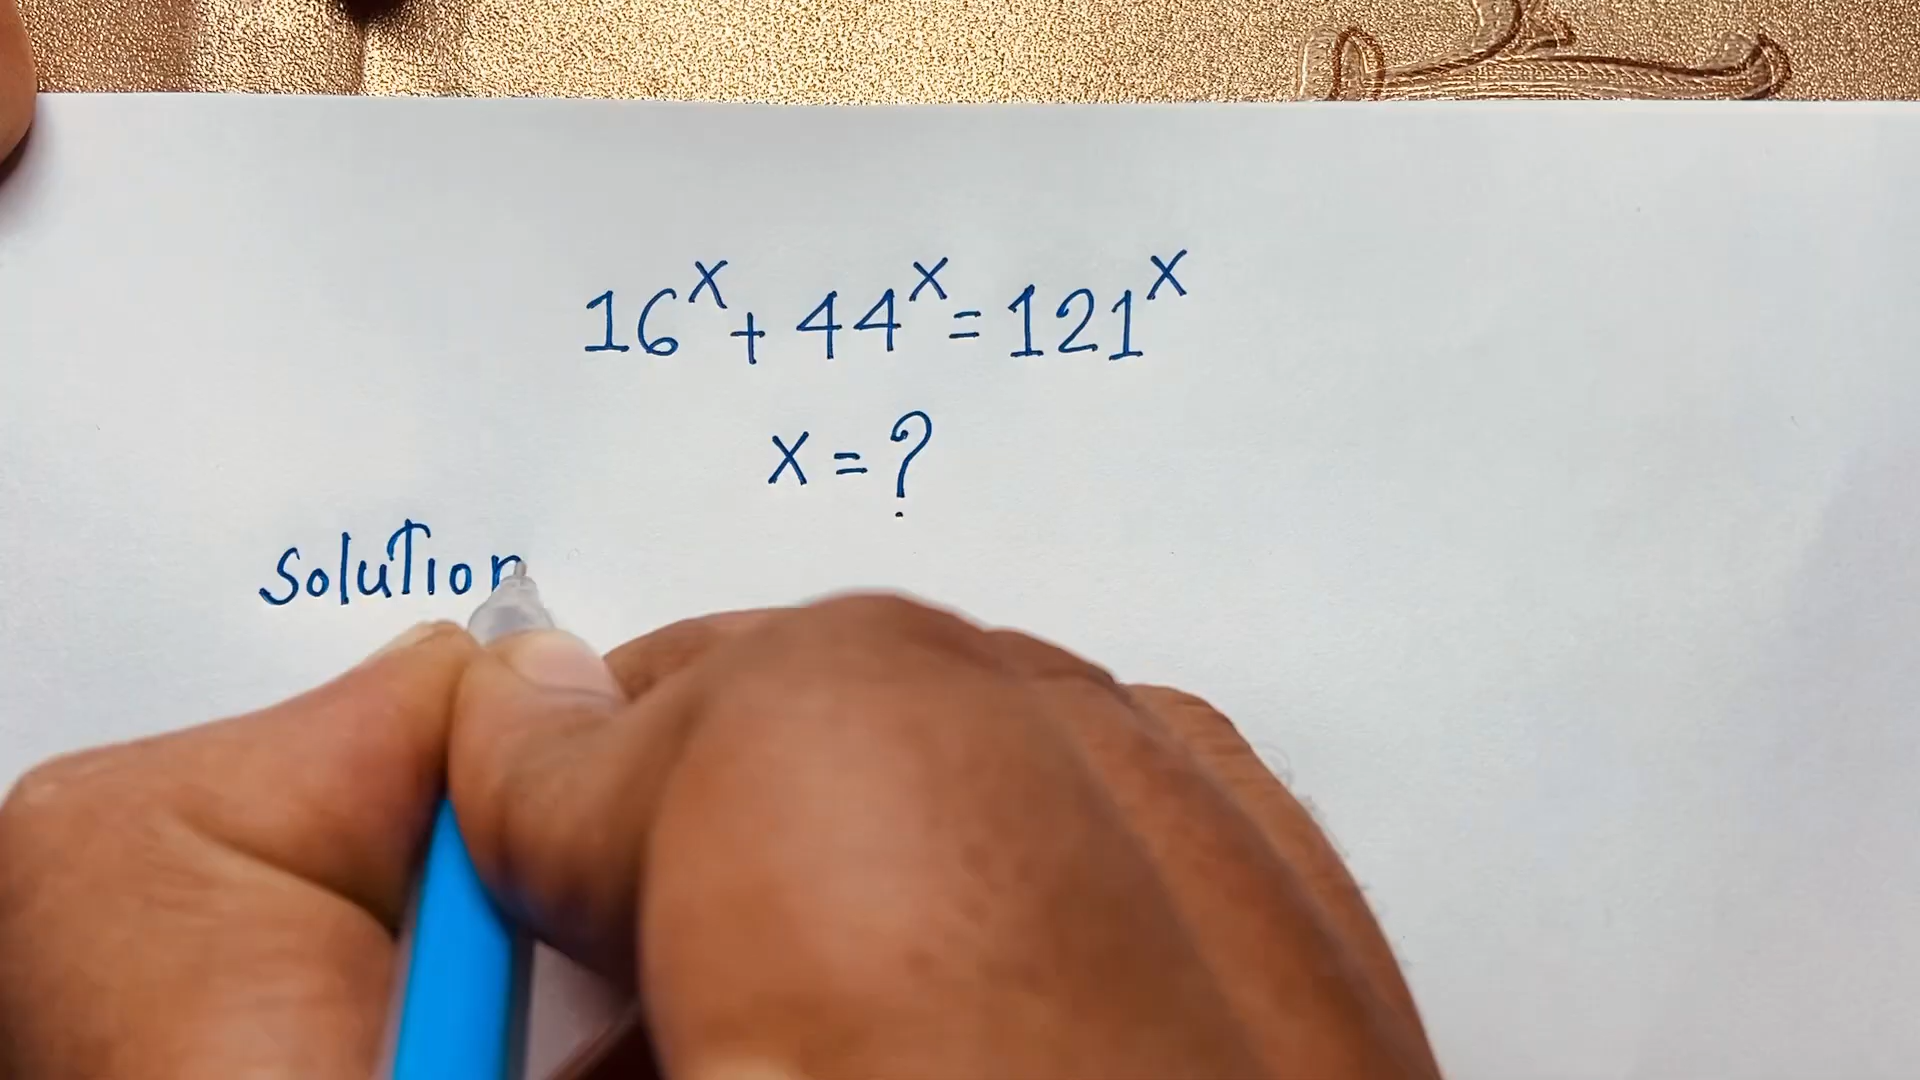 16^x + 44^x = 121^x
x = ?
Solution